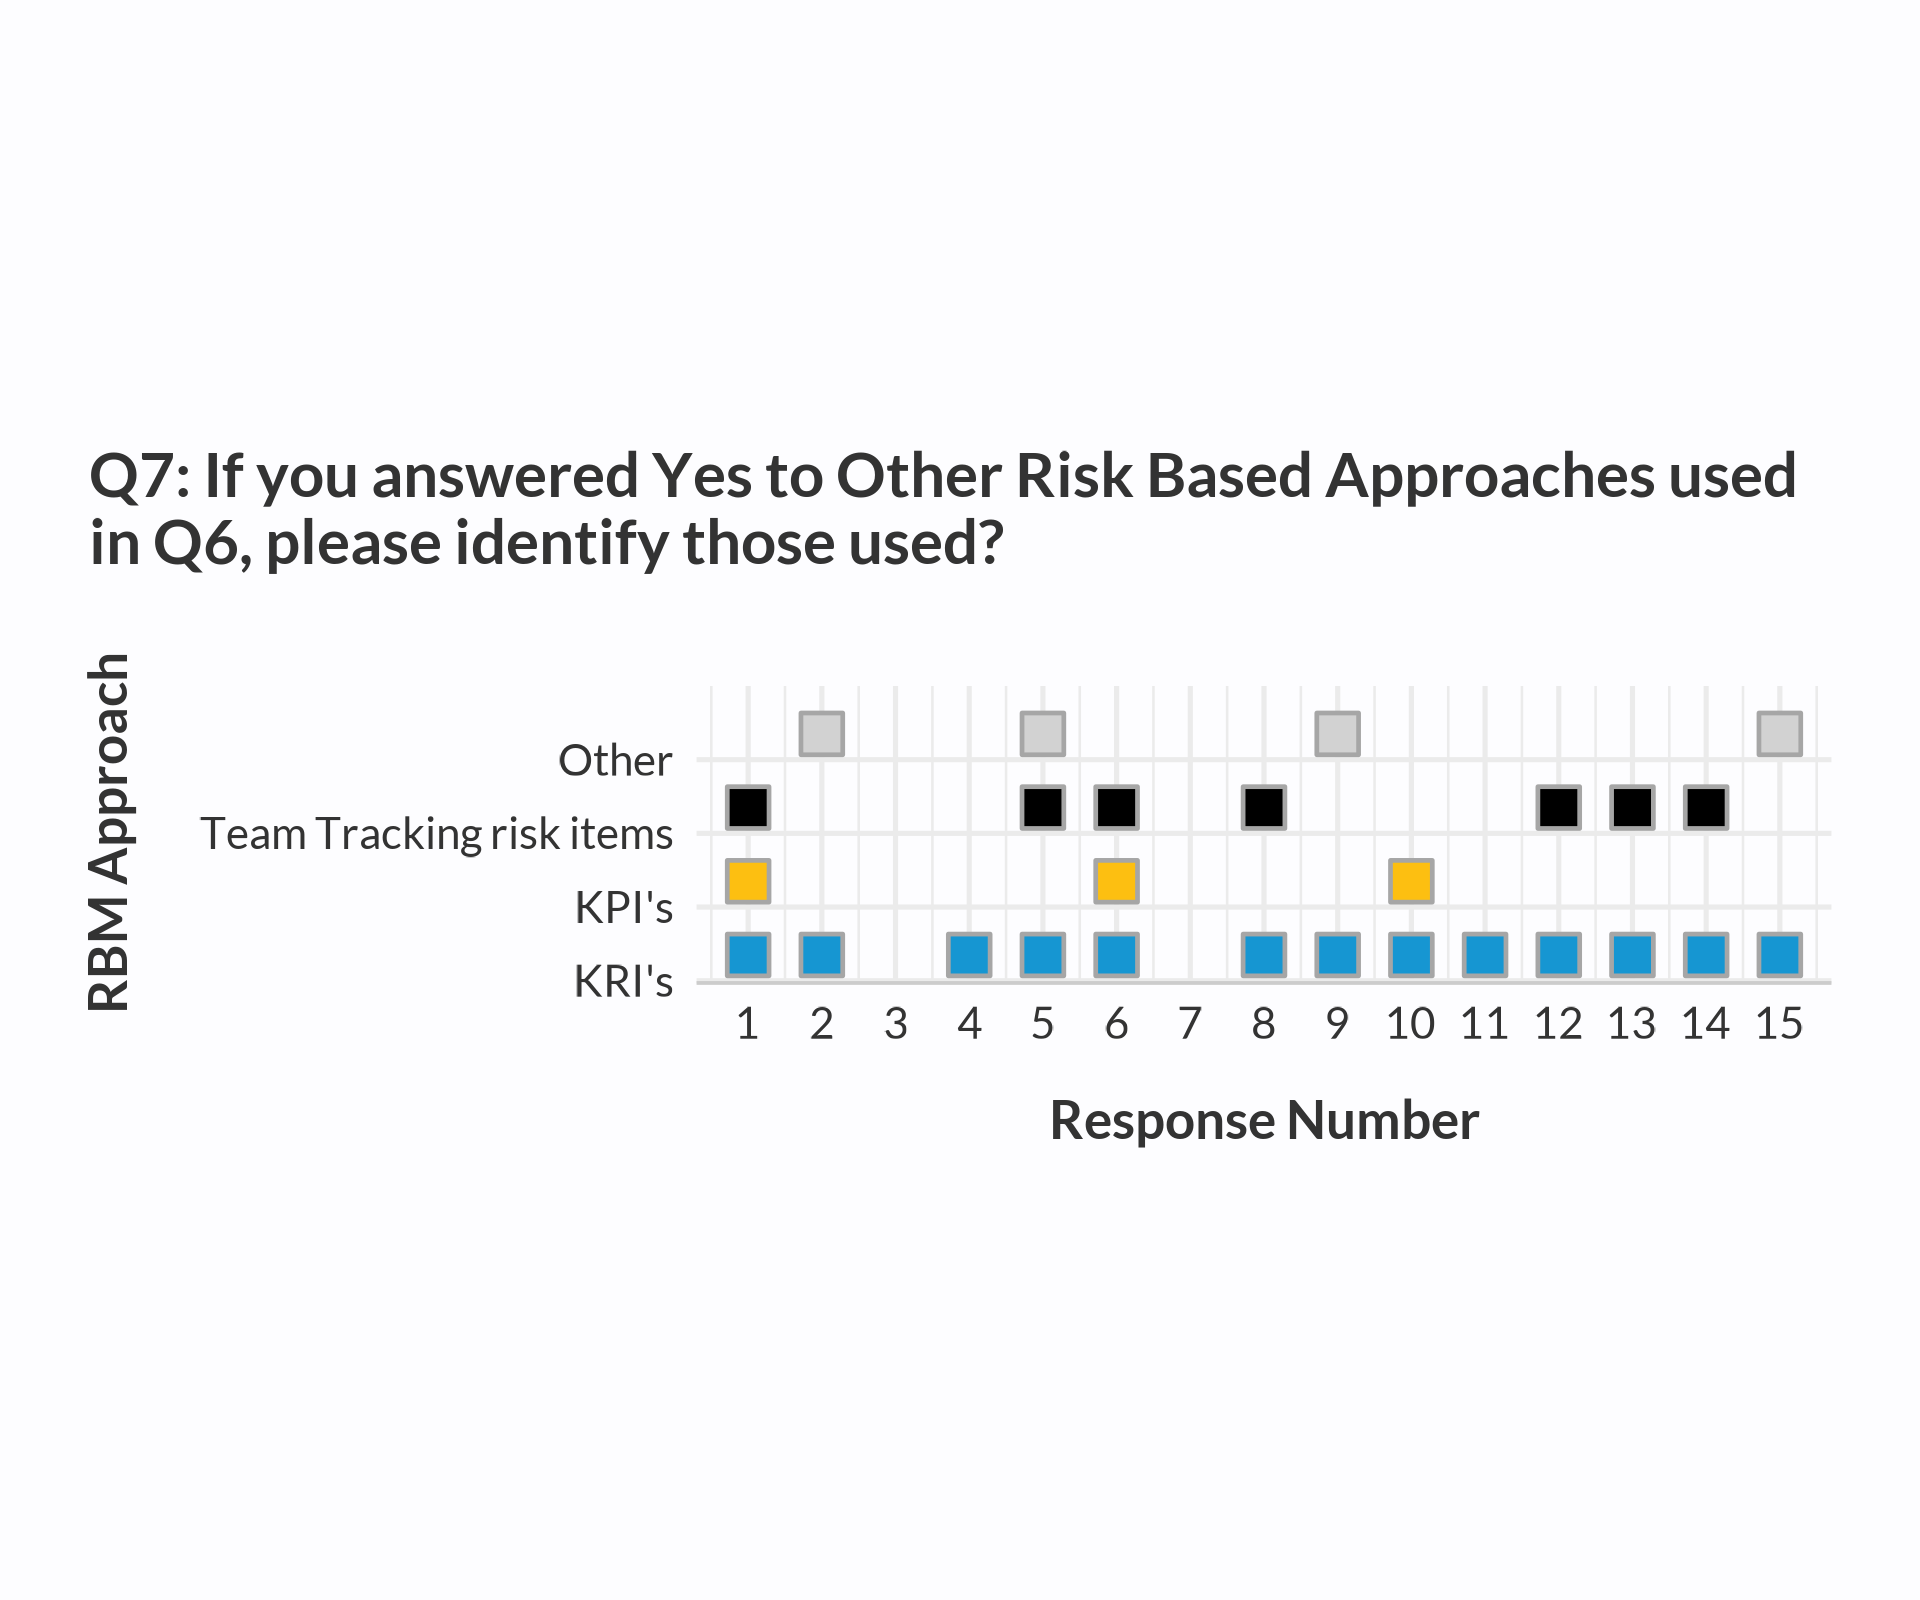 Q7: If you answered Yes to Other Risk Based Approaches used
in Q6, please identify those used?
RBM Approach
Other
Team Tracking risk items
KPI's
KRI's
1 2 3 4 5 6 7 8 9 10 11 12 13 14 15
Response Number